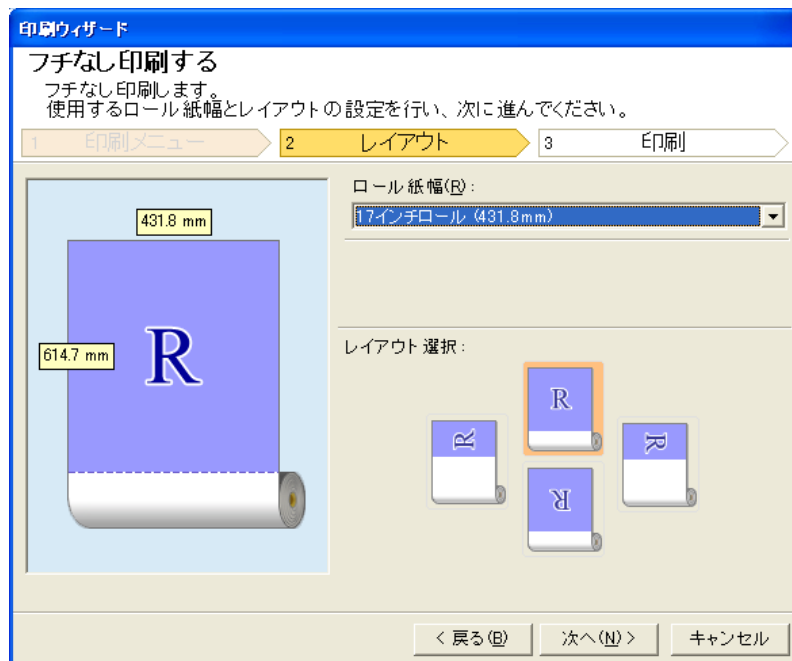 印刷ウィザード
フチなし印刷する
フチなし印刷します。
使用するロール紙幅とレイアウトの設定を行い、次に進んでください。
1 印刷メニュー 2 レイアウト 3 印刷
ロール紙幅(R):
17インチロール (431.8mm)
431.8 mm
614.7 mm
R
レイアウト選択:
R
R
R
R
< 戻る(B) 次へ(N) > キャンセル